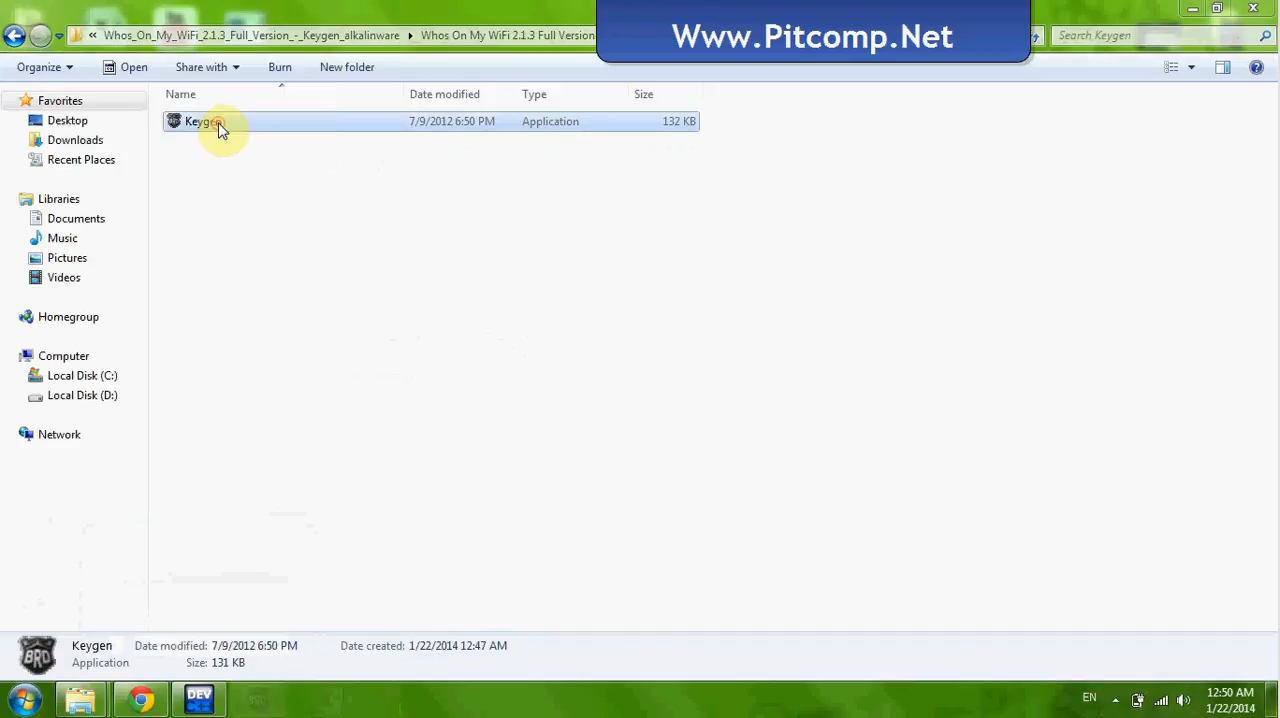 Www.Pitcomp.Net
Whos_On_My_WiFi_2.1.3_Full_Version_-_Keygen_alkalinware
Whos On My WiFi 2.1.3 Full Version
Search Keygen
Organize
Open
Share with
Burn
New folder
Name
Date modified
Type
Size
Favorites
Desktop
Downloads
Recent Places
Libraries
Documents
Music
Pictures
Videos
Homegroup
Computer
Local Disk (C:)
Local Disk (D:)
Network
Keygen
7/9/2012 6:50 PM
Application
132 KB
BRD
Keygen
Date modified: 7/9/2012 6:50 PM
Date created: 1/22/2014 12:47 AM
Application
Size: 131 KB
DEV
EN
12:50 AM
1/22/2014